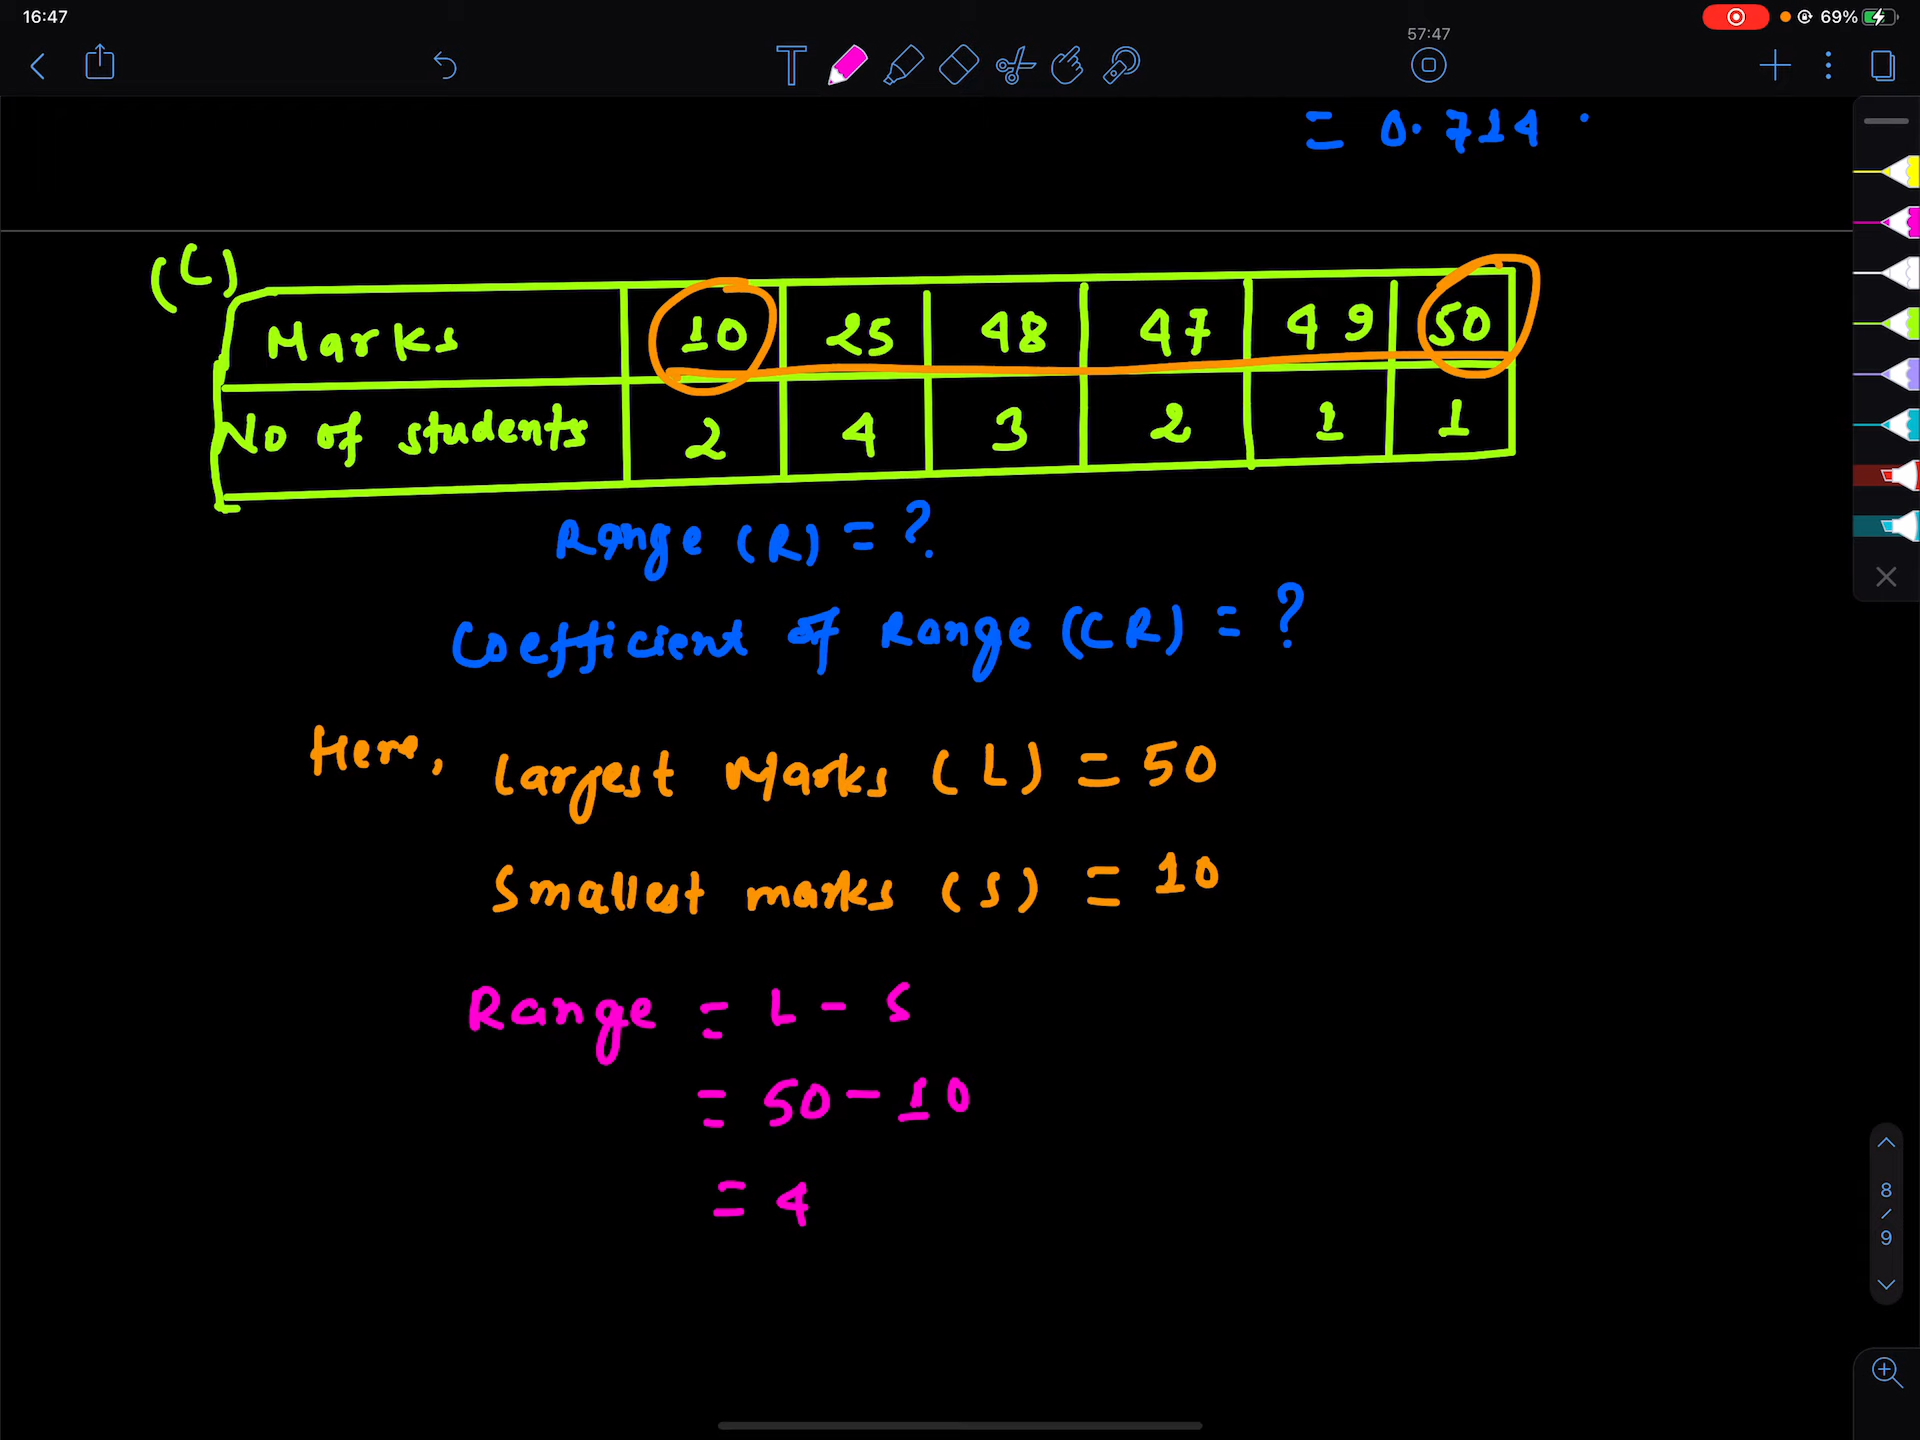 16:47
57:47
69%
= 0.714 .
(C)
Marks 10 25 48 47 49 50
No of students 2 4 3 2 1 1
Range (R) = ?
Coefficient of Range (CR) = ?
Here, Largest Marks (L) = 50
Smallest marks (S) = 10
Range = L - S
= 50 - 10
= 4
8
/
9